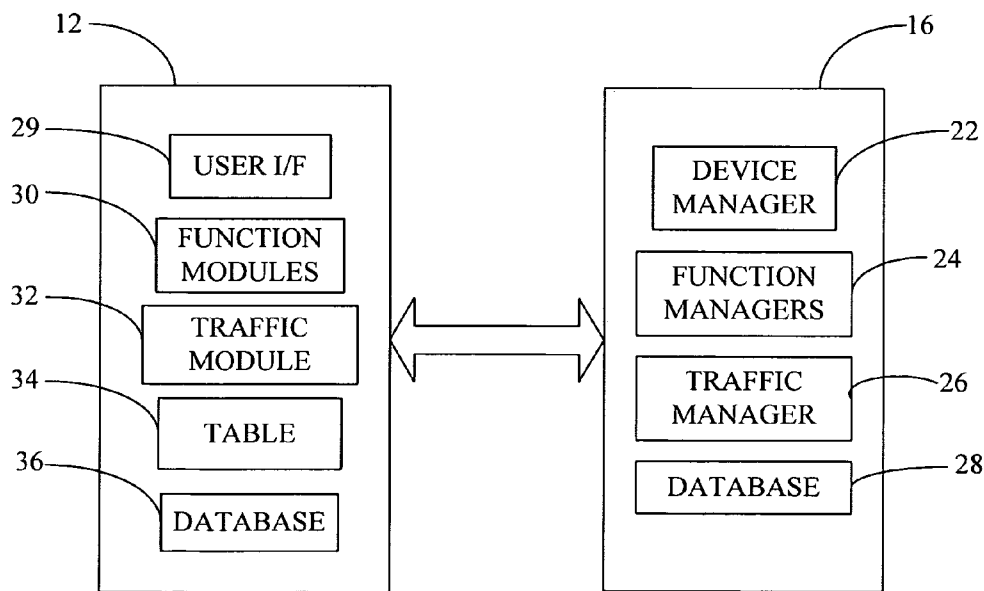 12
16
29
USER I/F
30
FUNCTION
MODULES
32
TRAFFIC
MODULE
34
TABLE
36
DATABASE
22
DEVICE
MANAGER
24
FUNCTION
MANAGERS
26
TRAFFIC
MANAGER
28
DATABASE